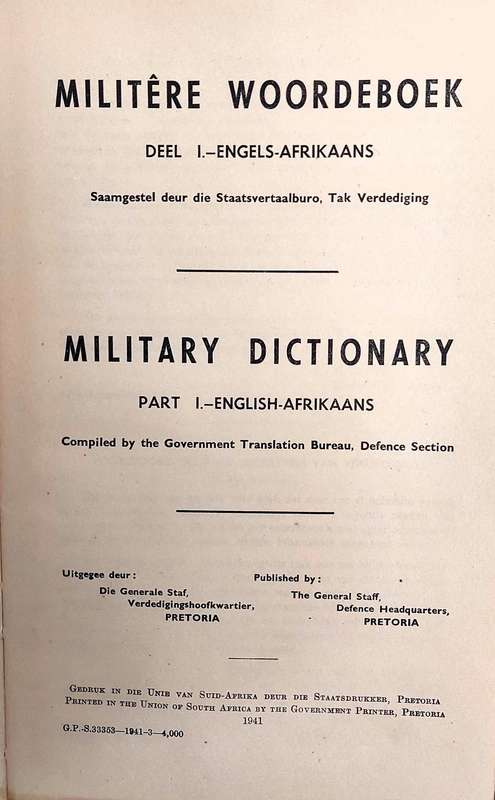 MILITÊRE WOORDEBOEK
DEEL I.—ENGELS-AFRIKAANS
Saamgestel deur die Staatsvertaalburo, Tak Verdediging
MILITARY DICTIONARY
PART I.—ENGLISH-AFRIKAANS
Compiled by the Government Translation Bureau, Defence Section
Uitgegee deur:
Die Generale Staf,
Verdedigingshoofkwartier,
PRETORIA
Published by:
The General Staff,
Defence Headquarters,
PRETORIA
GEDRUK IN DIE UNIE VAN SUID-AFRIKA DEUR DIE STAATSDRUKKER, PRETORIA
PRINTED IN THE UNION OF SOUTH AFRICA BY THE GOVERNMENT PRINTER, PRETORIA
1941
G.P.-S.33353—1941-3—4,000